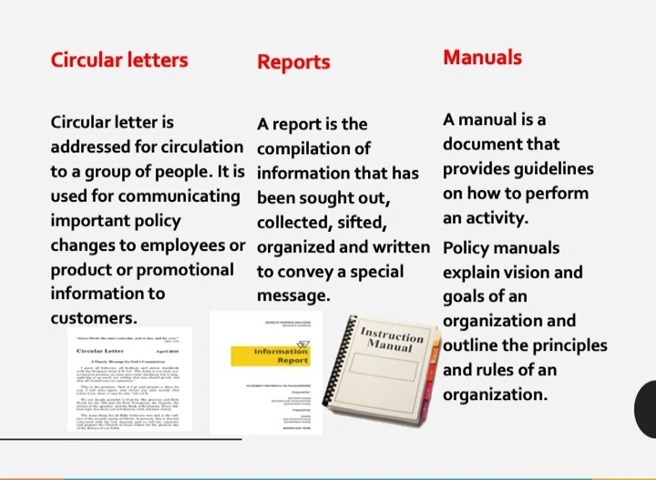 Circular letters
Circular letter is
addressed for circulation
to a group of people. It is
used for communicating
important policy
changes to employees or
product or promotional
information to
customers.
Reports
A report is the
compilation of
information that has
been sought out,
collected, sifted,
organized and written
to convey a special
message.
Manuals
A manual is a
document that
provides guidelines
on how to perform
an activity.
Policy manuals
explain vision and
goals of an
organization and
outline the principles
and rules of an
organization.
Circular Letter
Information
Report
Instruction
Manual